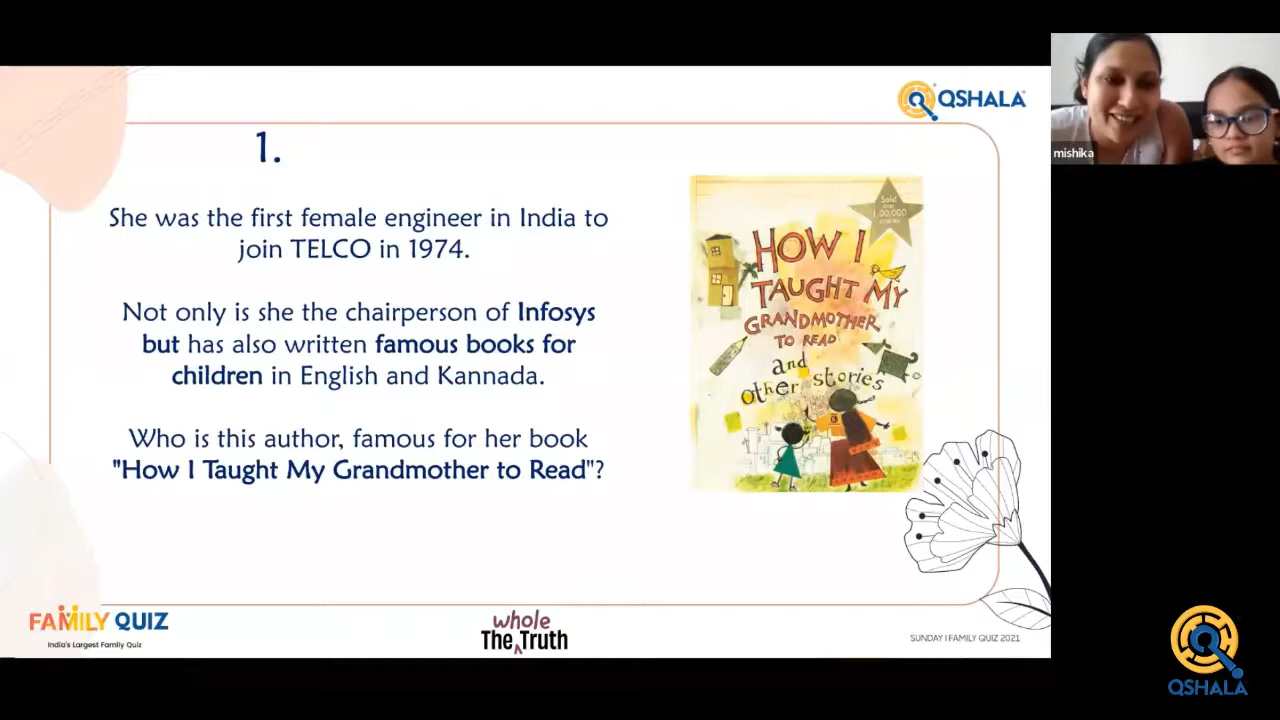 QSHALA
1.
She was the first female engineer in India to
join TELCO in 1974.
Not only is she the chairperson of Infosys
but has also written famous books for
children in English and Kannada.
Who is this author, famous for her book
"How I Taught My Grandmother to Read"?
Sold
over
1,00,000
copies
HOW I
TAUGHT MY
GRANDMOTHER
TO READ
and
other stories
mishika
FAMILY QUIZ
India's Largest Family Quiz
The whole Truth
SUNDAY I FAMILY QUIZ 2021
QSHALA